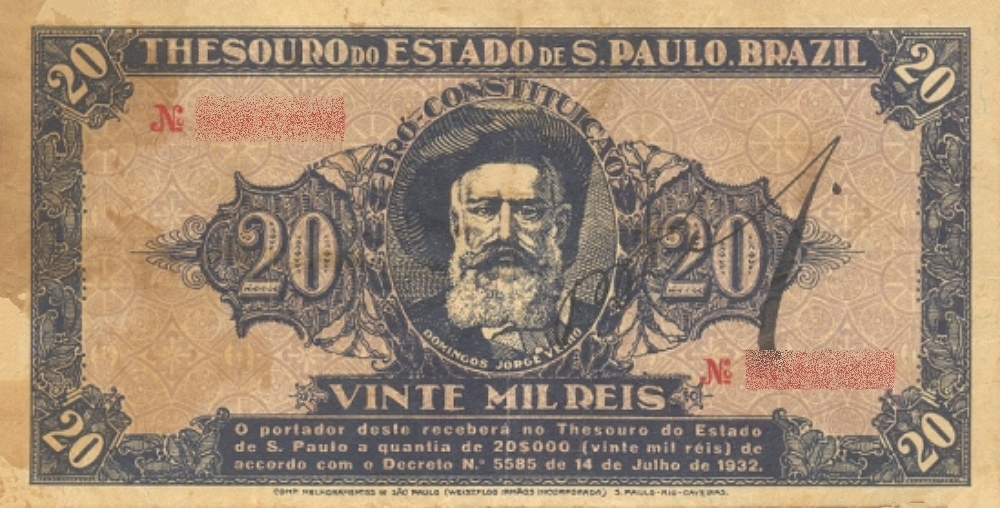 20 THESOURO DO ESTADO DE S. PAULO. BRAZIL 20
Nº
PRÓ-CONSTITUIÇÃO
20 20
DOMINGOS JORGE VELHO
Nº
VINTE MIL REIS
20 20
O portador deste receberá no Thesouro do Estado
de S. Paulo a quantia de 20$000 (vinte mil réis) de
accordo com o Decreto N.º 5585 de 14 de Julho de 1932.
COMP. MELHORAMENTOS DE SÃO PAULO (WEISZFLOG IRMÃOS INCORPORADA) S. PAULO-RIO-CAYEIRAS.